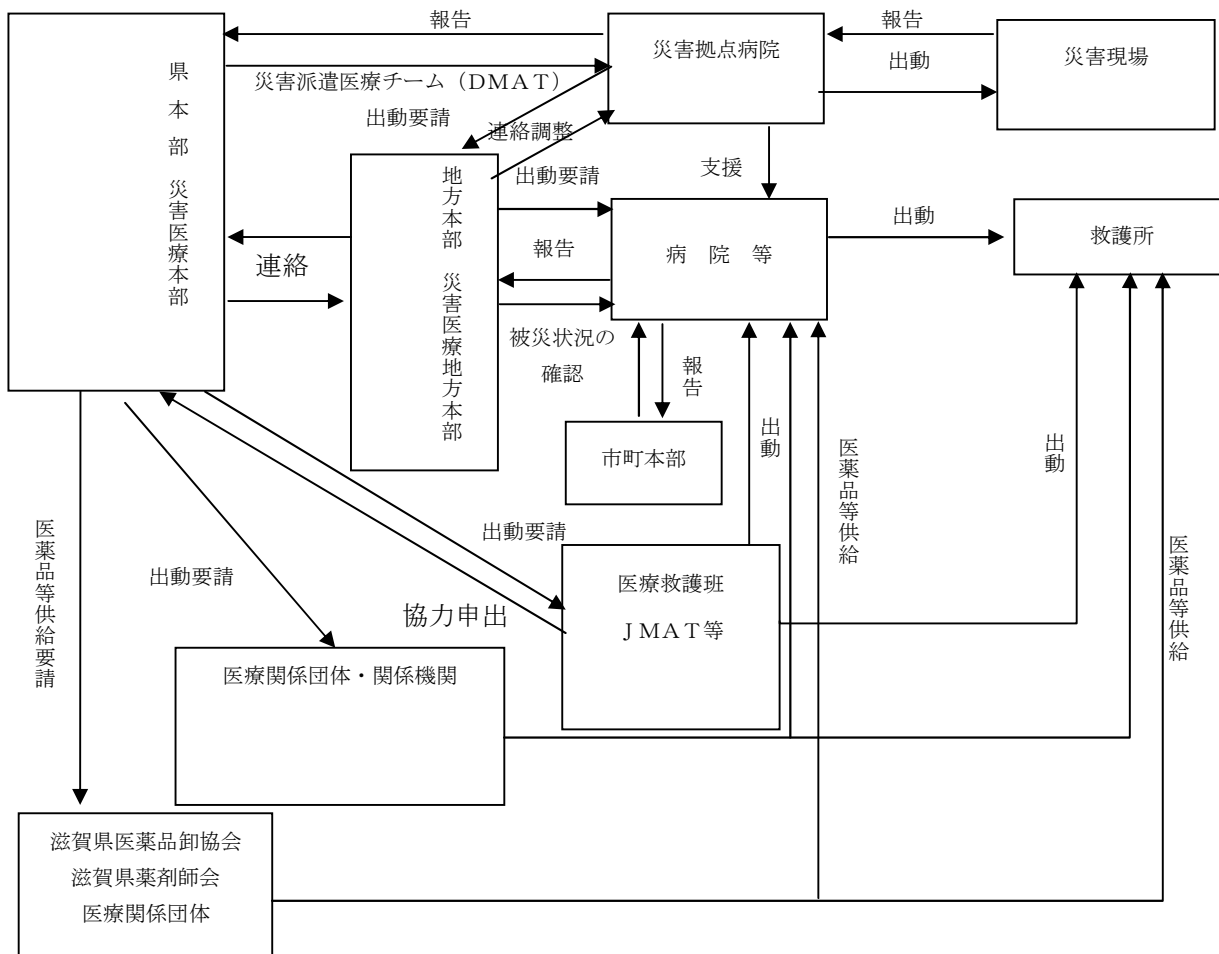 報告
災害拠点病院
報告
災害現場
出動
県本部 災害医療本部
災害派遣医療チーム（DMAT）
出動要請
連絡調整
出動要請
支援
地方本部 災害医療地方本部
出動
救護所
病 院 等
報告
連絡
被災状況の
確認
報告
市町本部
出動
医薬品等供給
出動
医薬品等供給
医薬品等供給要請
出動要請
出動要請
協力申出
医療救護班
JMAT等
医療関係団体・関係機関
滋賀県医薬品卸協会
滋賀県薬剤師会
医療関係団体